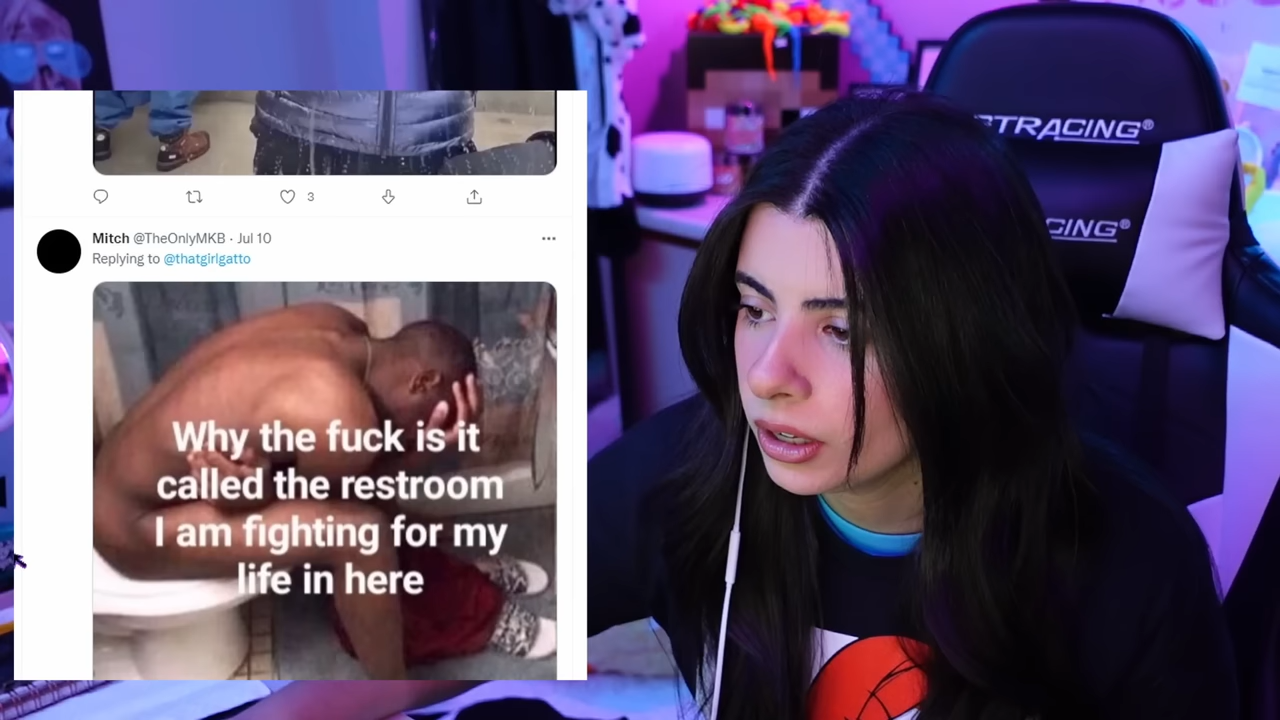 3
Mitch @TheOnlyMKB · Jul 10
Replying to @thatgirlgatto
Why the fuck is it
called the restroom
I am fighting for my
life in here
GTRACING®
CING®